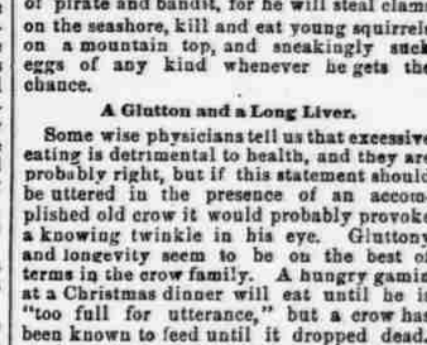 of pirate and bandit, for he will steal clams
on the seashore, kill and eat young squirrels
on a mountain top, and sneakingly suck
eggs of any kind whenever he gets the
chance.
A Glutton and a Long Liver.
Some wise physicians tell us that excessive
eating is detrimental to health, and they are
probably right, but if this statement should
be uttered in the presence of an accom-
plished old crow it would probably provoke
a knowing twinkle in his eye. Gluttony
and longevity seem to be on the best of
terms in the crow family. A hungry gamin
at a Christmas dinner will eat until he is
"too full for utterance," but a crow has
been known to feed until it dropped dead.